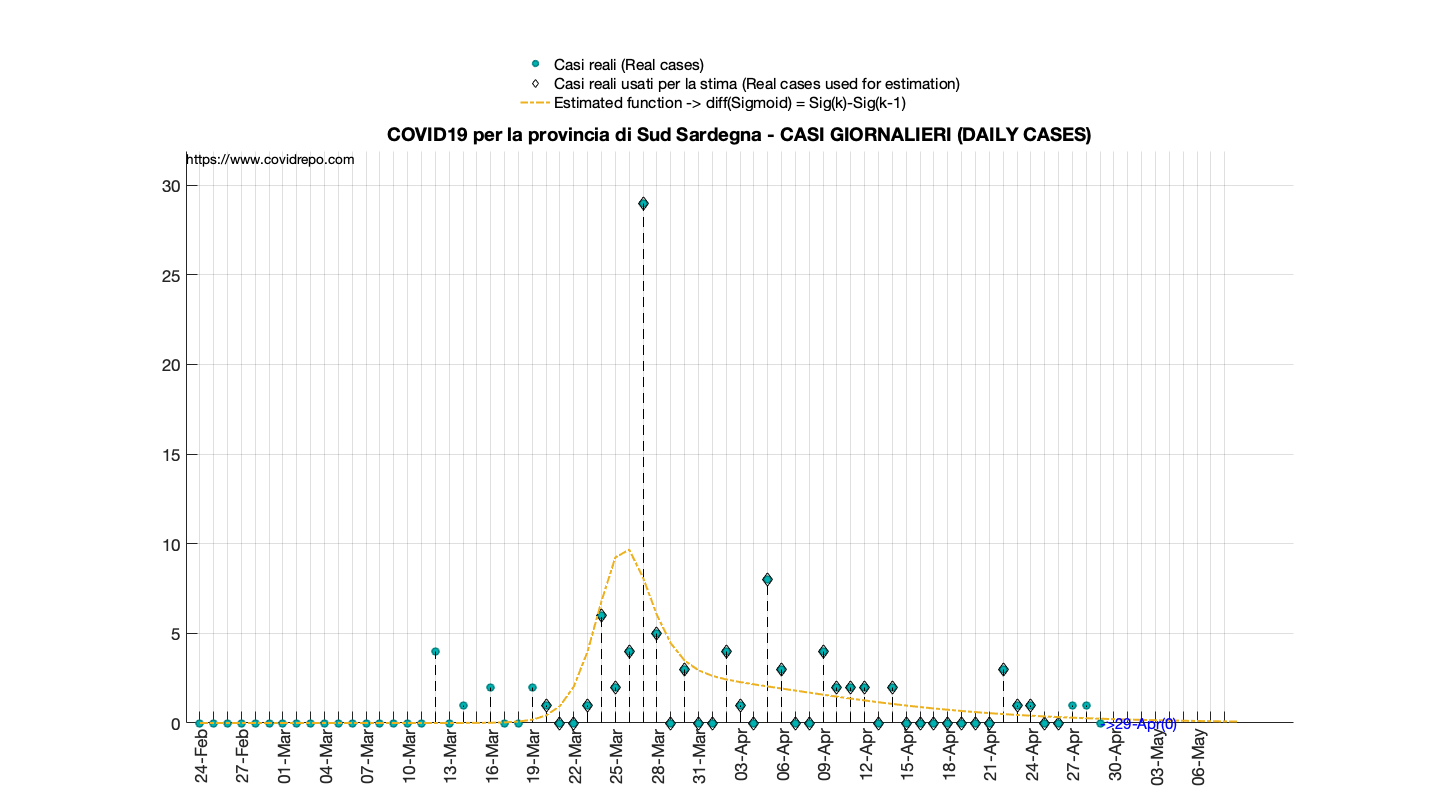 Casi reali (Real cases)
Casi reali usati per la stima (Real cases used for estimation)
Estimated function -> diff(Sigmoid) = Sig(k)-Sig(k-1)
COVID19 per la provincia di Sud Sardegna - CASI GIORNALIERI (DAILY CASES)
https://www.covidrepo.com
30
25
20
15
10
5
0
->29-Apr(0)
24-Feb
27-Feb
01-Mar
04-Mar
07-Mar
10-Mar
13-Mar
16-Mar
19-Mar
22-Mar
25-Mar
28-Mar
31-Mar
03-Apr
06-Apr
09-Apr
12-Apr
15-Apr
18-Apr
21-Apr
24-Apr
27-Apr
30-Apr
03-May
06-May